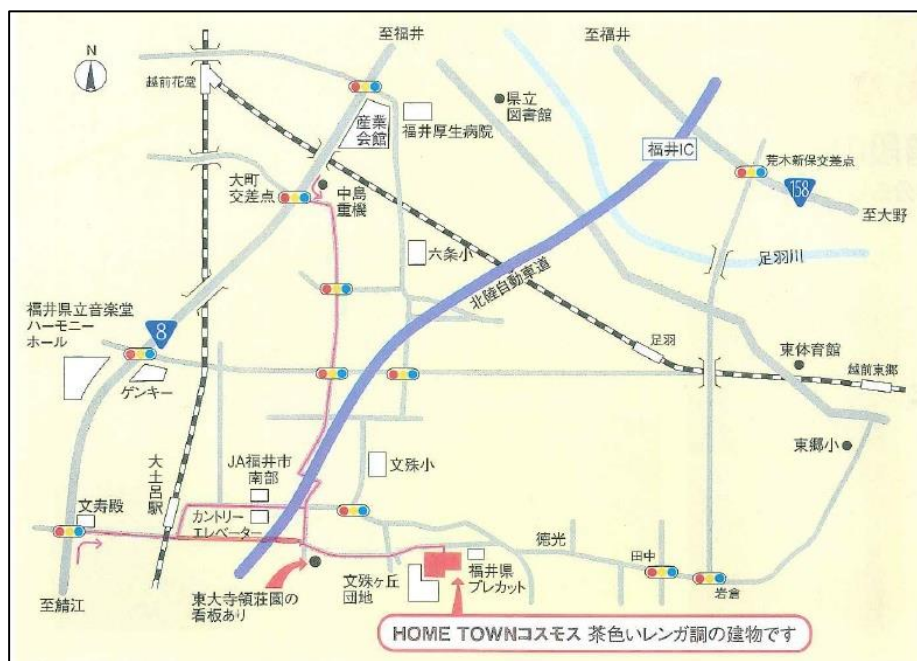 至福井
至福井
N
越前花堂
産業
会館
福井厚生病院
県立
図書館
福井IC
荒木新保交差点
158
至大野
大町
交差点
中島
重機
六条小
足羽川
北陸自動車道
福井県立音楽堂
ハーモニー
ホール
8
ゲンキー
足羽
東体育館
越前東郷
東郷小
大土呂駅
JA福井市
南部
文殊小
文寿殿
カントリー
エレベーター
徳光
田中
岩倉
福井県
プレカット
文殊ヶ丘
団地
東大寺領荘園の
看板あり
至鯖江
HOME TOWNコスモス 茶色いレンガ調の建物です